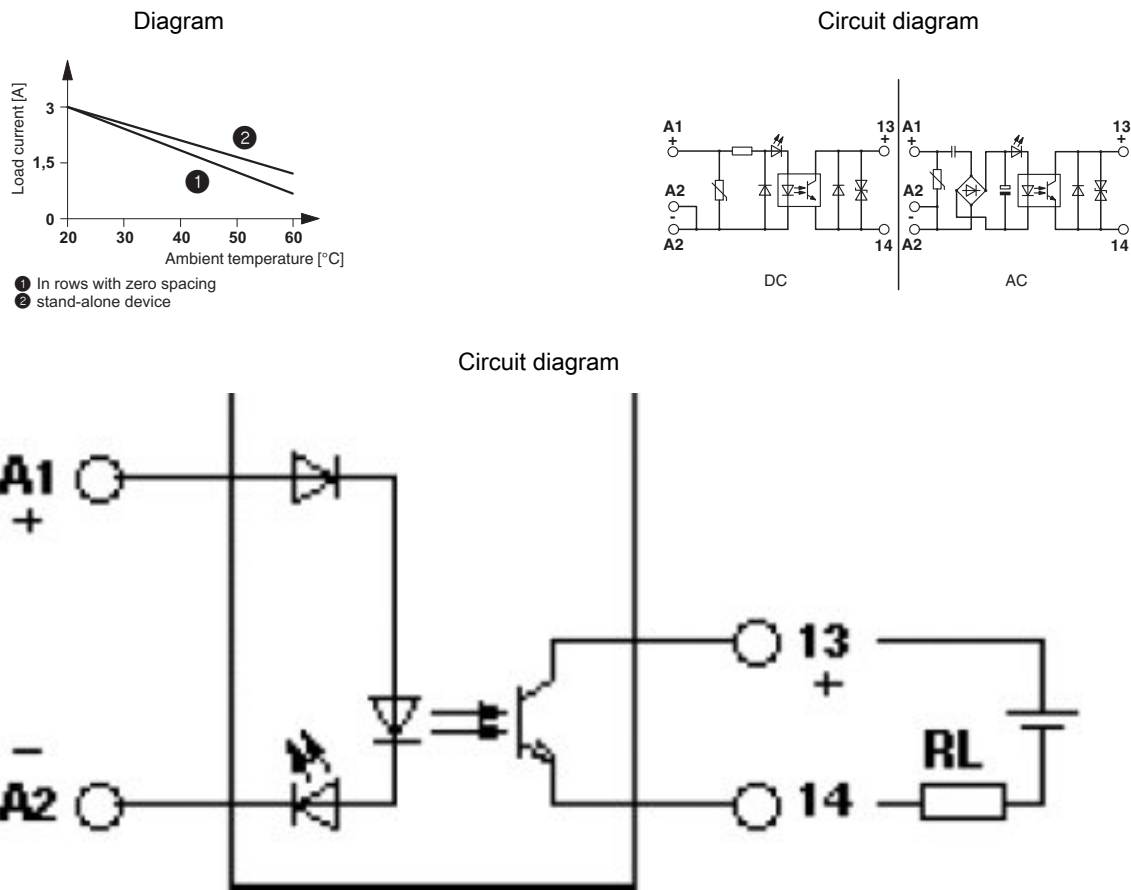 Diagram
Load current [A]
3
1,5
0
20 30 40 50 60
Ambient temperature [°C]
2
1
1 In rows with zero spacing
2 stand-alone device
Circuit diagram
A1
+
A2
-
A2
13
+
14
DC
A1
+
A2
-
A2
13
+
14
AC
Circuit diagram
A1
+
−
A2
13
+
14
RL